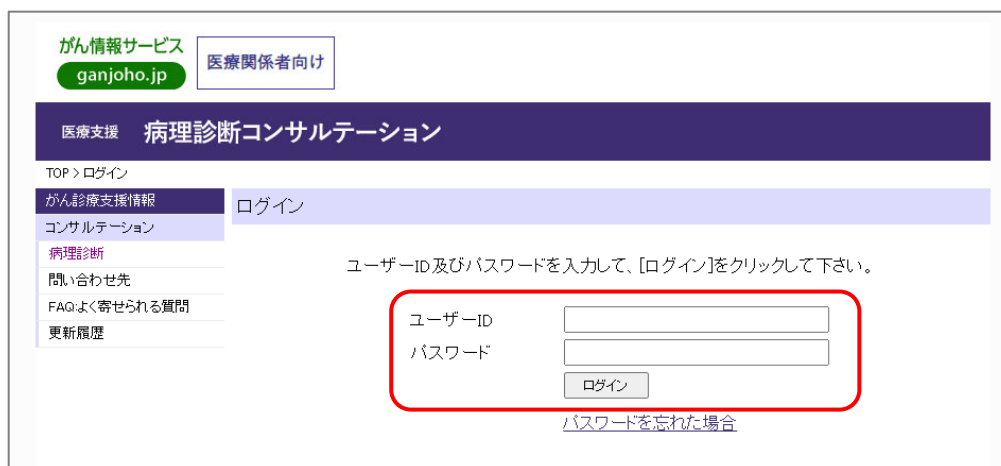 がん情報サービス
ganjoho.jp
医療関係者向け
医療支援 病理診断コンサルテーション
TOP > ログイン
がん診療支援情報
コンサルテーション
病理診断
問い合わせ先
FAQ:よく寄せられる質問
更新履歴
ログイン
ユーザーID及びパスワードを入力して、[ログイン]をクリックして下さい。
ユーザーID
パスワード
ログイン
パスワードを忘れた場合